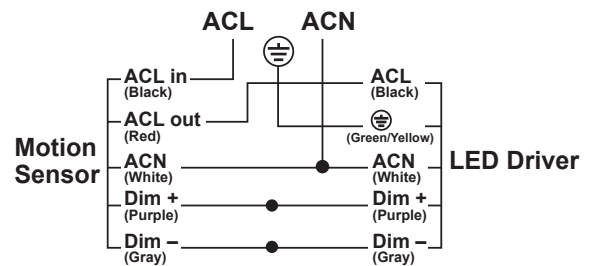 ACL ACN
ACL in
(Black)
ACL out
(Red)
ACN
(White)
Dim +
(Purple)
Dim –
(Gray)
Motion
Sensor
ACL
(Black)
(Green/Yellow)
ACN
(White)
Dim +
(Purple)
Dim –
(Gray)
LED Driver